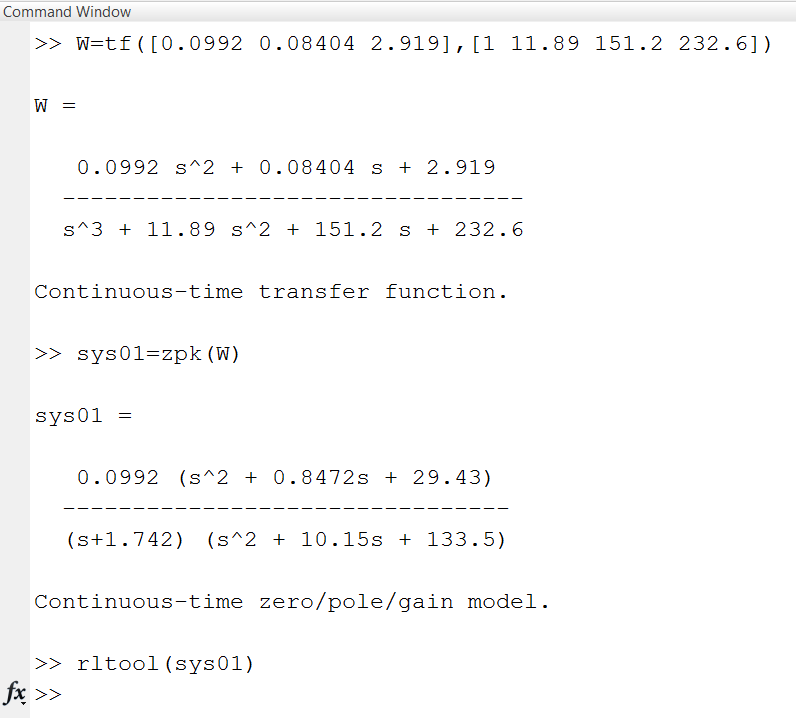 Command Window
>> W=tf([0.0992 0.08404 2.919],[1 11.89 151.2 232.6])
W =
0.0992 s^2 + 0.08404 s + 2.919
---------------------------------
s^3 + 11.89 s^2 + 151.2 s + 232.6
Continuous-time transfer function.
>> sys01=zpk(W)
sys01 =
0.0992 (s^2 + 0.8472s + 29.43)
--------------------------------
(s+1.742) (s^2 + 10.15s + 133.5)
Continuous-time zero/pole/gain model.
>> rltool(sys01)
fx >>